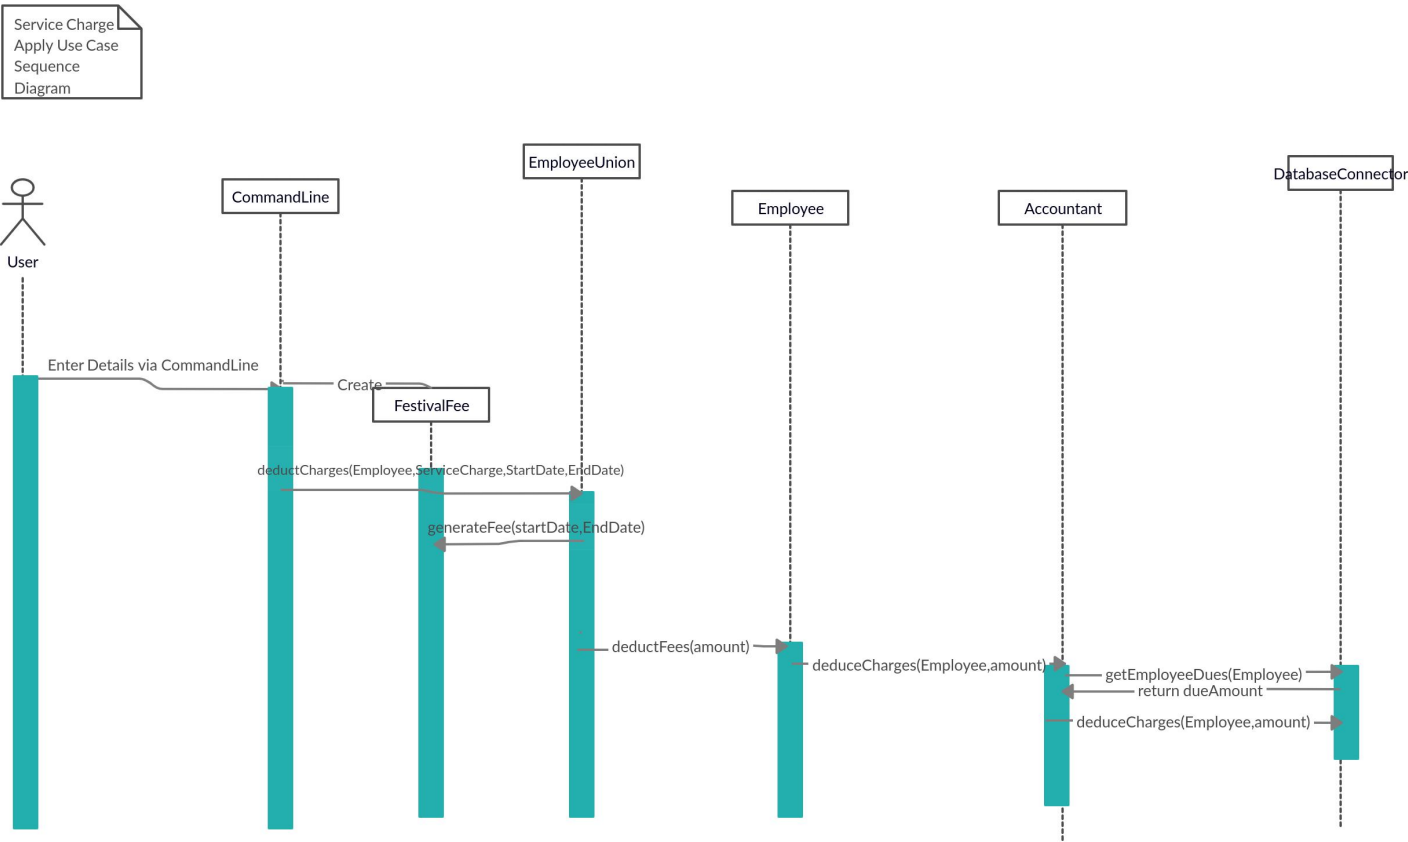 Service Charge
Apply Use Case
Sequence
Diagram
EmployeeUnion
DatabaseConnector
CommandLine
Employee
Accountant
User
Enter Details via CommandLine
Create
FestivalFee
deductCharges(Employee,ServiceCharge,StartDate,EndDate)
generateFee(startDate,EndDate)
deductFees(amount)
deduceCharges(Employee,amount)
getEmployeeDues(Employee)
return dueAmount
deduceCharges(Employee,amount)